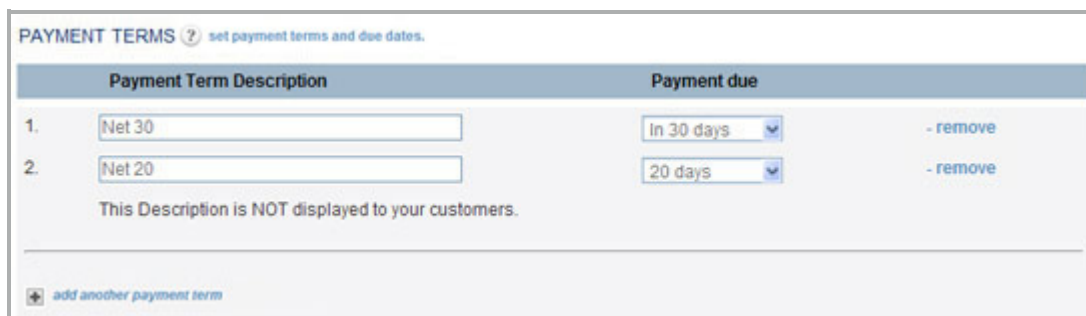 PAYMENT TERMS ? set payment terms and due dates.
Payment Term Description Payment due
1. Net 30 In 30 days - remove
2. Net 20 20 days - remove
This Description is NOT displayed to your customers.
+ add another payment term